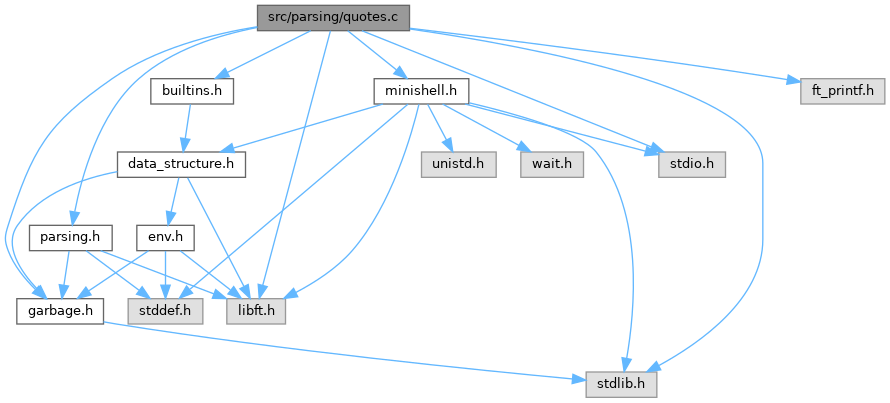 src/parsing/quotes.c
builtins.h
minishell.h
ft_printf.h
data_structure.h
unistd.h
wait.h
stdio.h
parsing.h
env.h
garbage.h
stddef.h
libft.h
stdlib.h